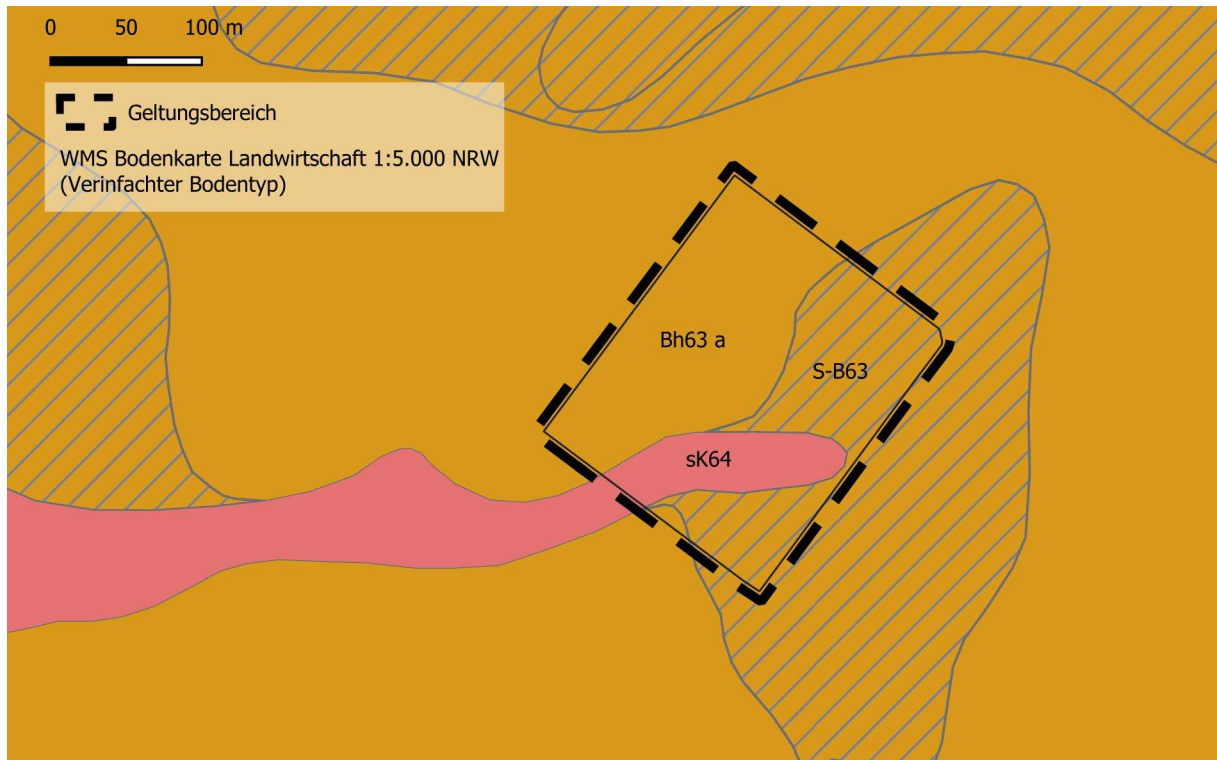 0 50 100 m
Geltungsbereich
WMS Bodenkarte Landwirtschaft 1:5.000 NRW
(Verinfachter Bodentyp)
Bh63 a
S-B63
sK64